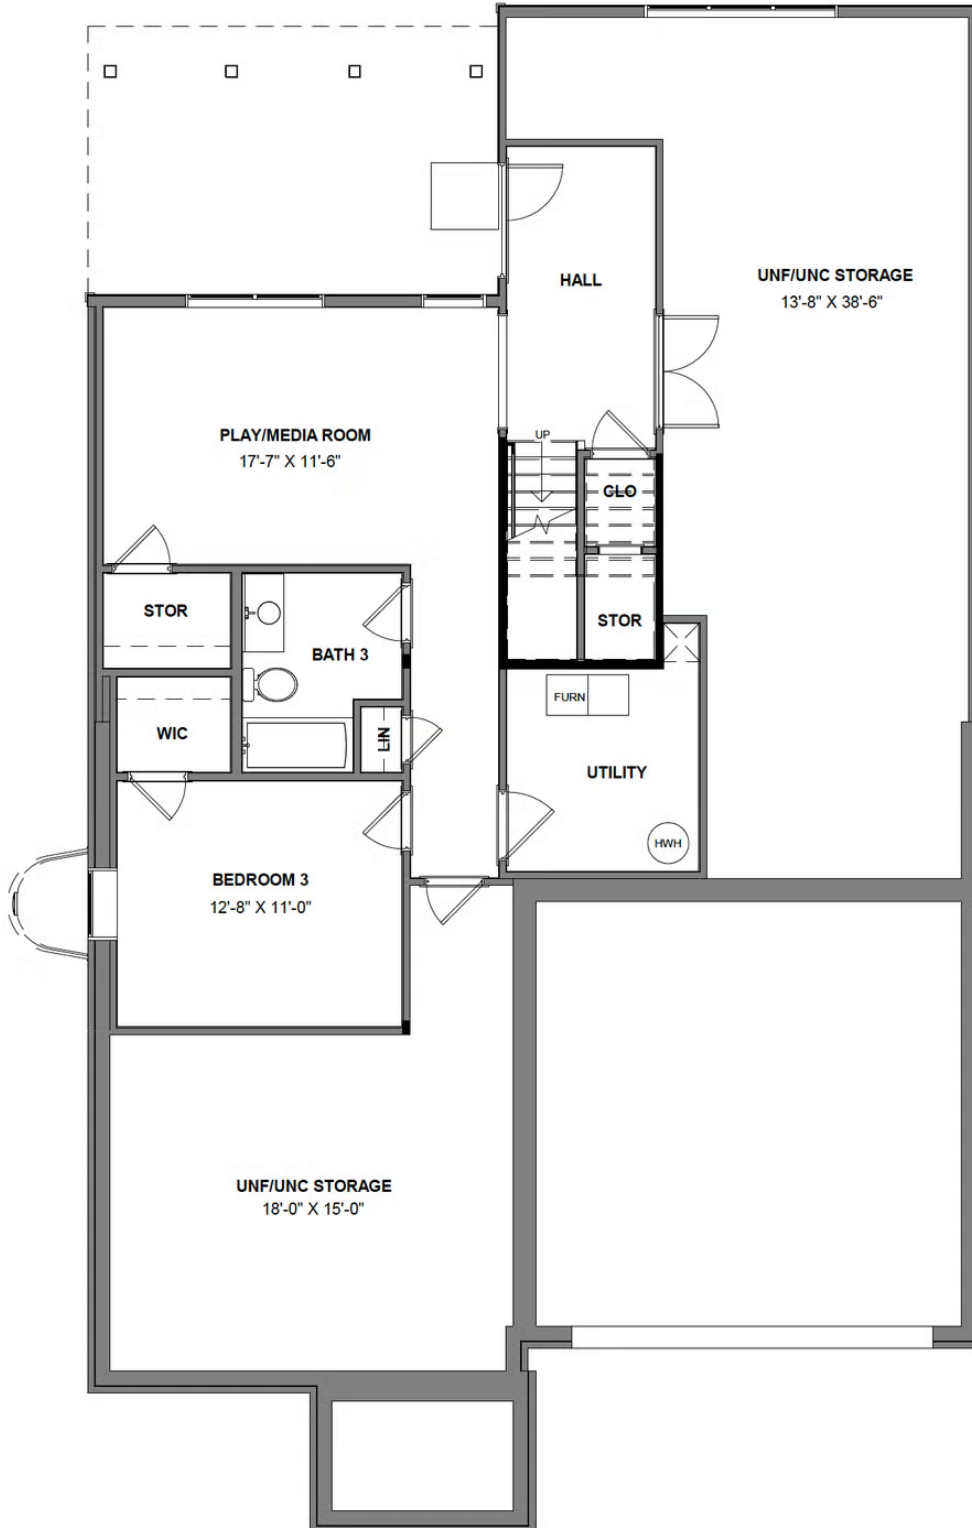 HALL
UNF/UNC STORAGE
13'-8" X 38'-6"
PLAY/MEDIA ROOM
17'-7" X 11'-6"
UP
CLO
STOR
STOR
BATH 3
FURN
WIC
LIN
UTILITY
HWH
BEDROOM 3
12'-8" X 11'-0"
UNF/UNC STORAGE
18'-0" X 15'-0"